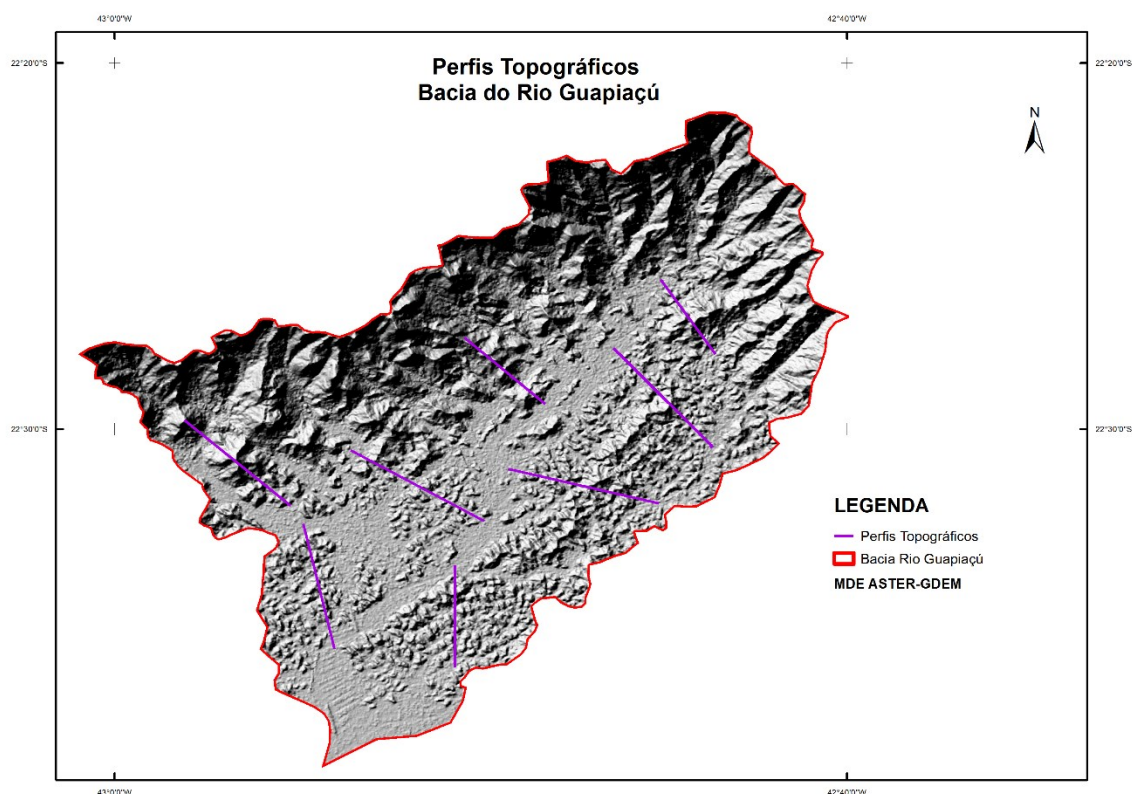 43°0'0"W
42°40'0"W
22°20'0"S
22°20'0"S
Perfis Topográficos
Bacia do Rio Guapiaçú
N
22°30'0"S
22°30'0"S
LEGENDA
Perfis Topográficos
Bacia Rio Guapiaçú
MDE ASTER-GDEM
43°0'0"W
42°40'0"W